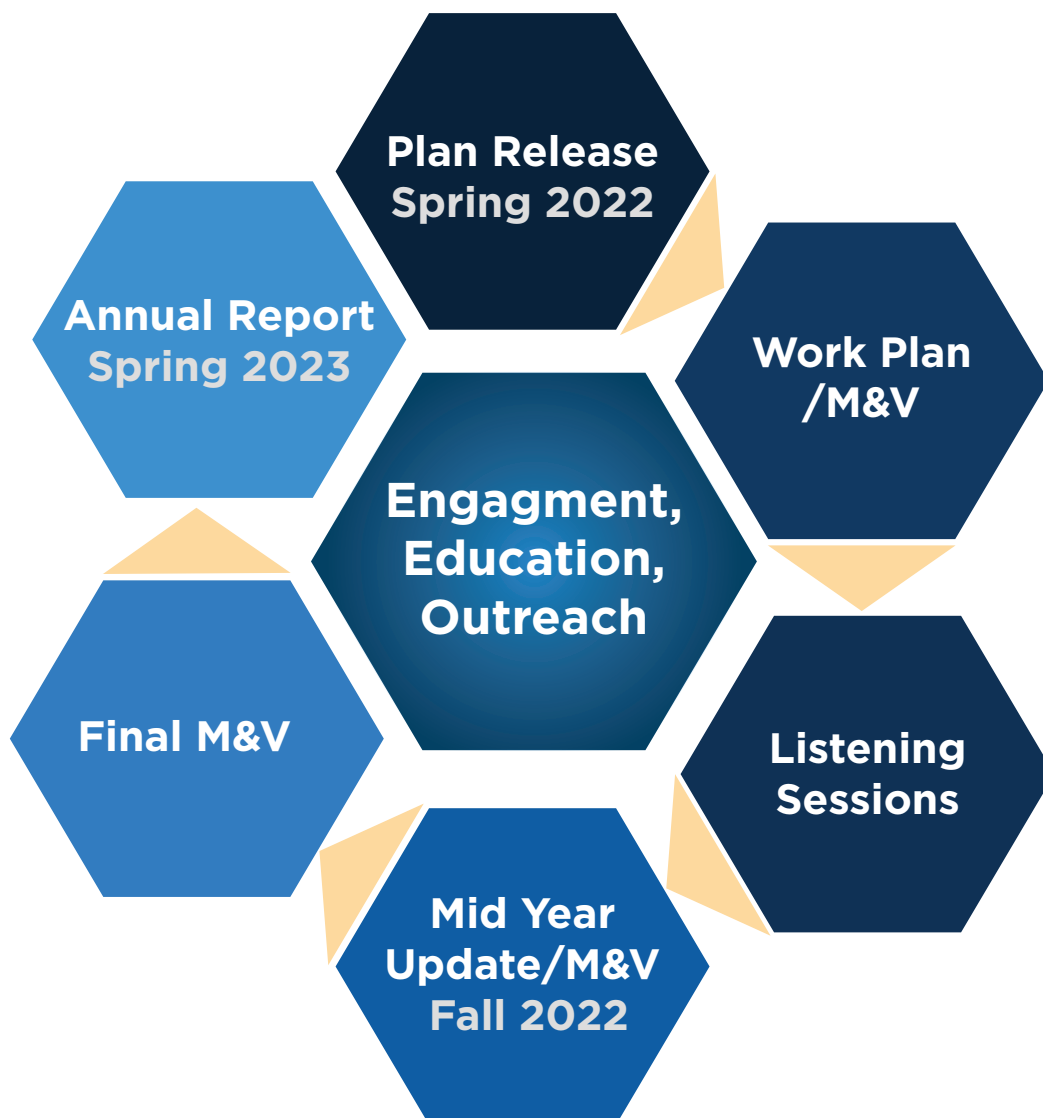 Plan Release
Spring 2022
Work Plan
/M&V
Listening
Sessions
Mid Year
Update/M&V
Fall 2022
Final M&V
Annual Report
Spring 2023
Engagment,
Education,
Outreach